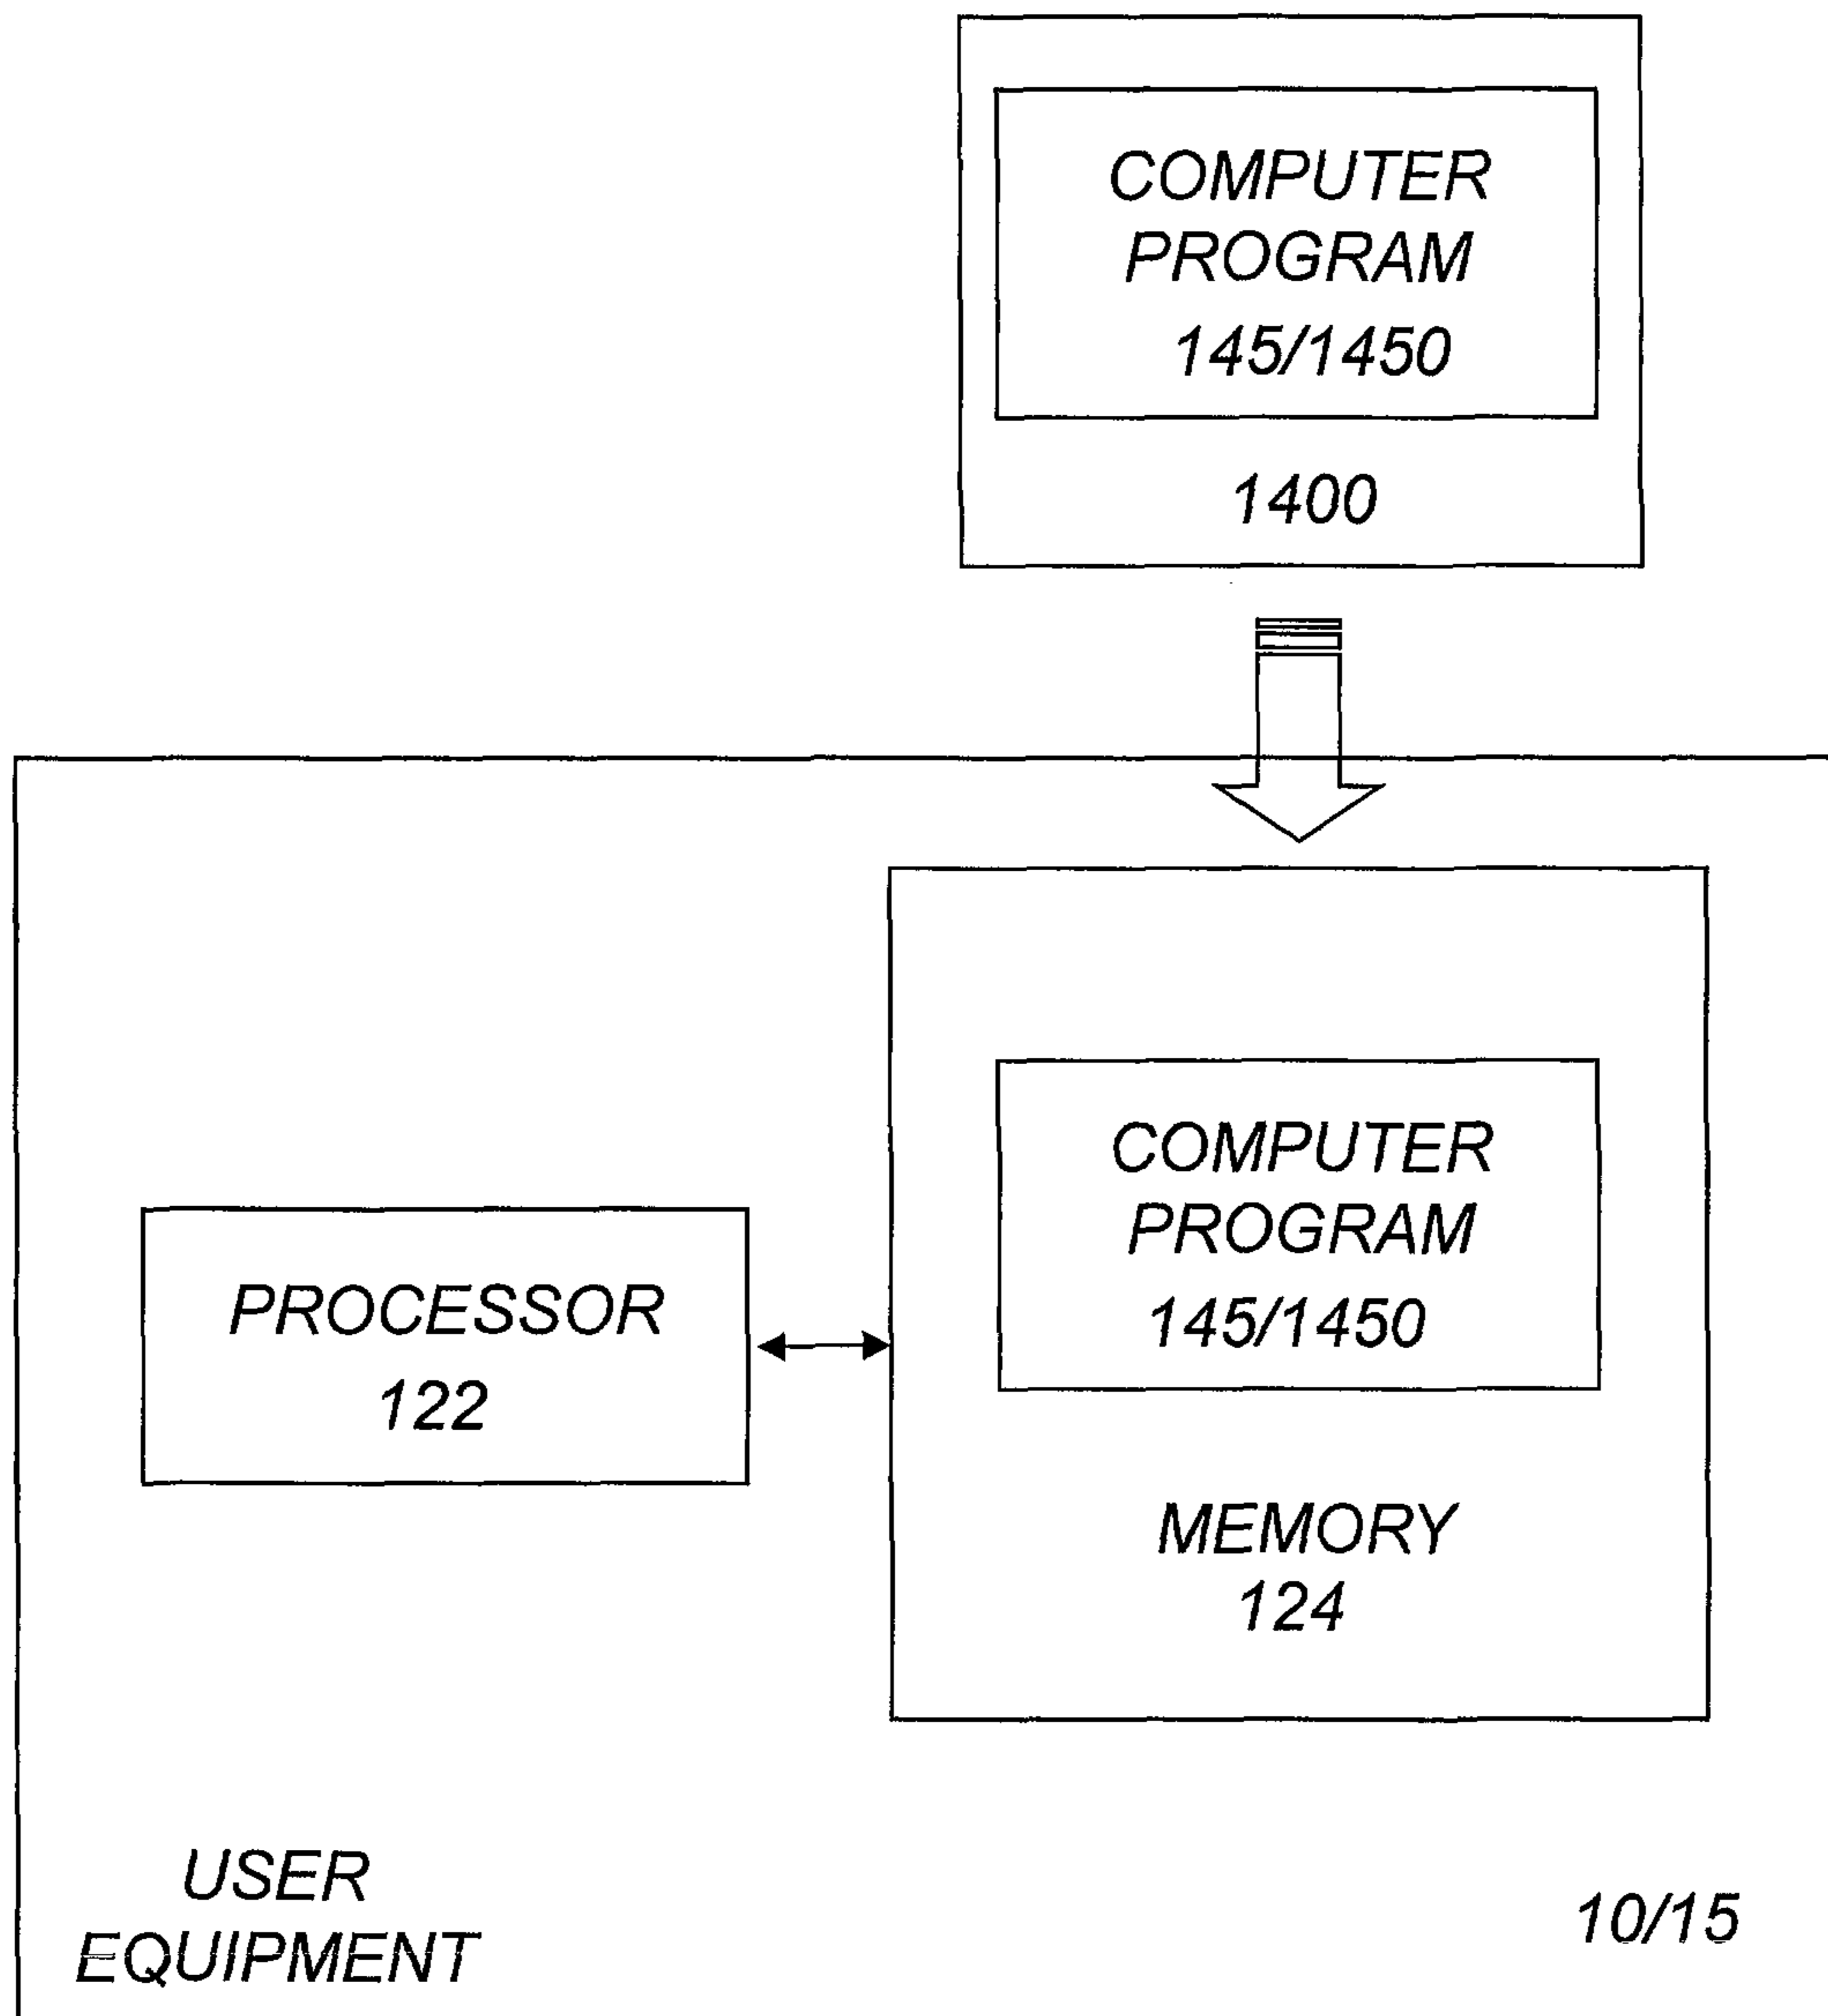 COMPUTER
PROGRAM
145/1450
1400
COMPUTER
PROGRAM
145/1450
PROCESSOR
122
MEMORY
124
USER
EQUIPMENT
10/15